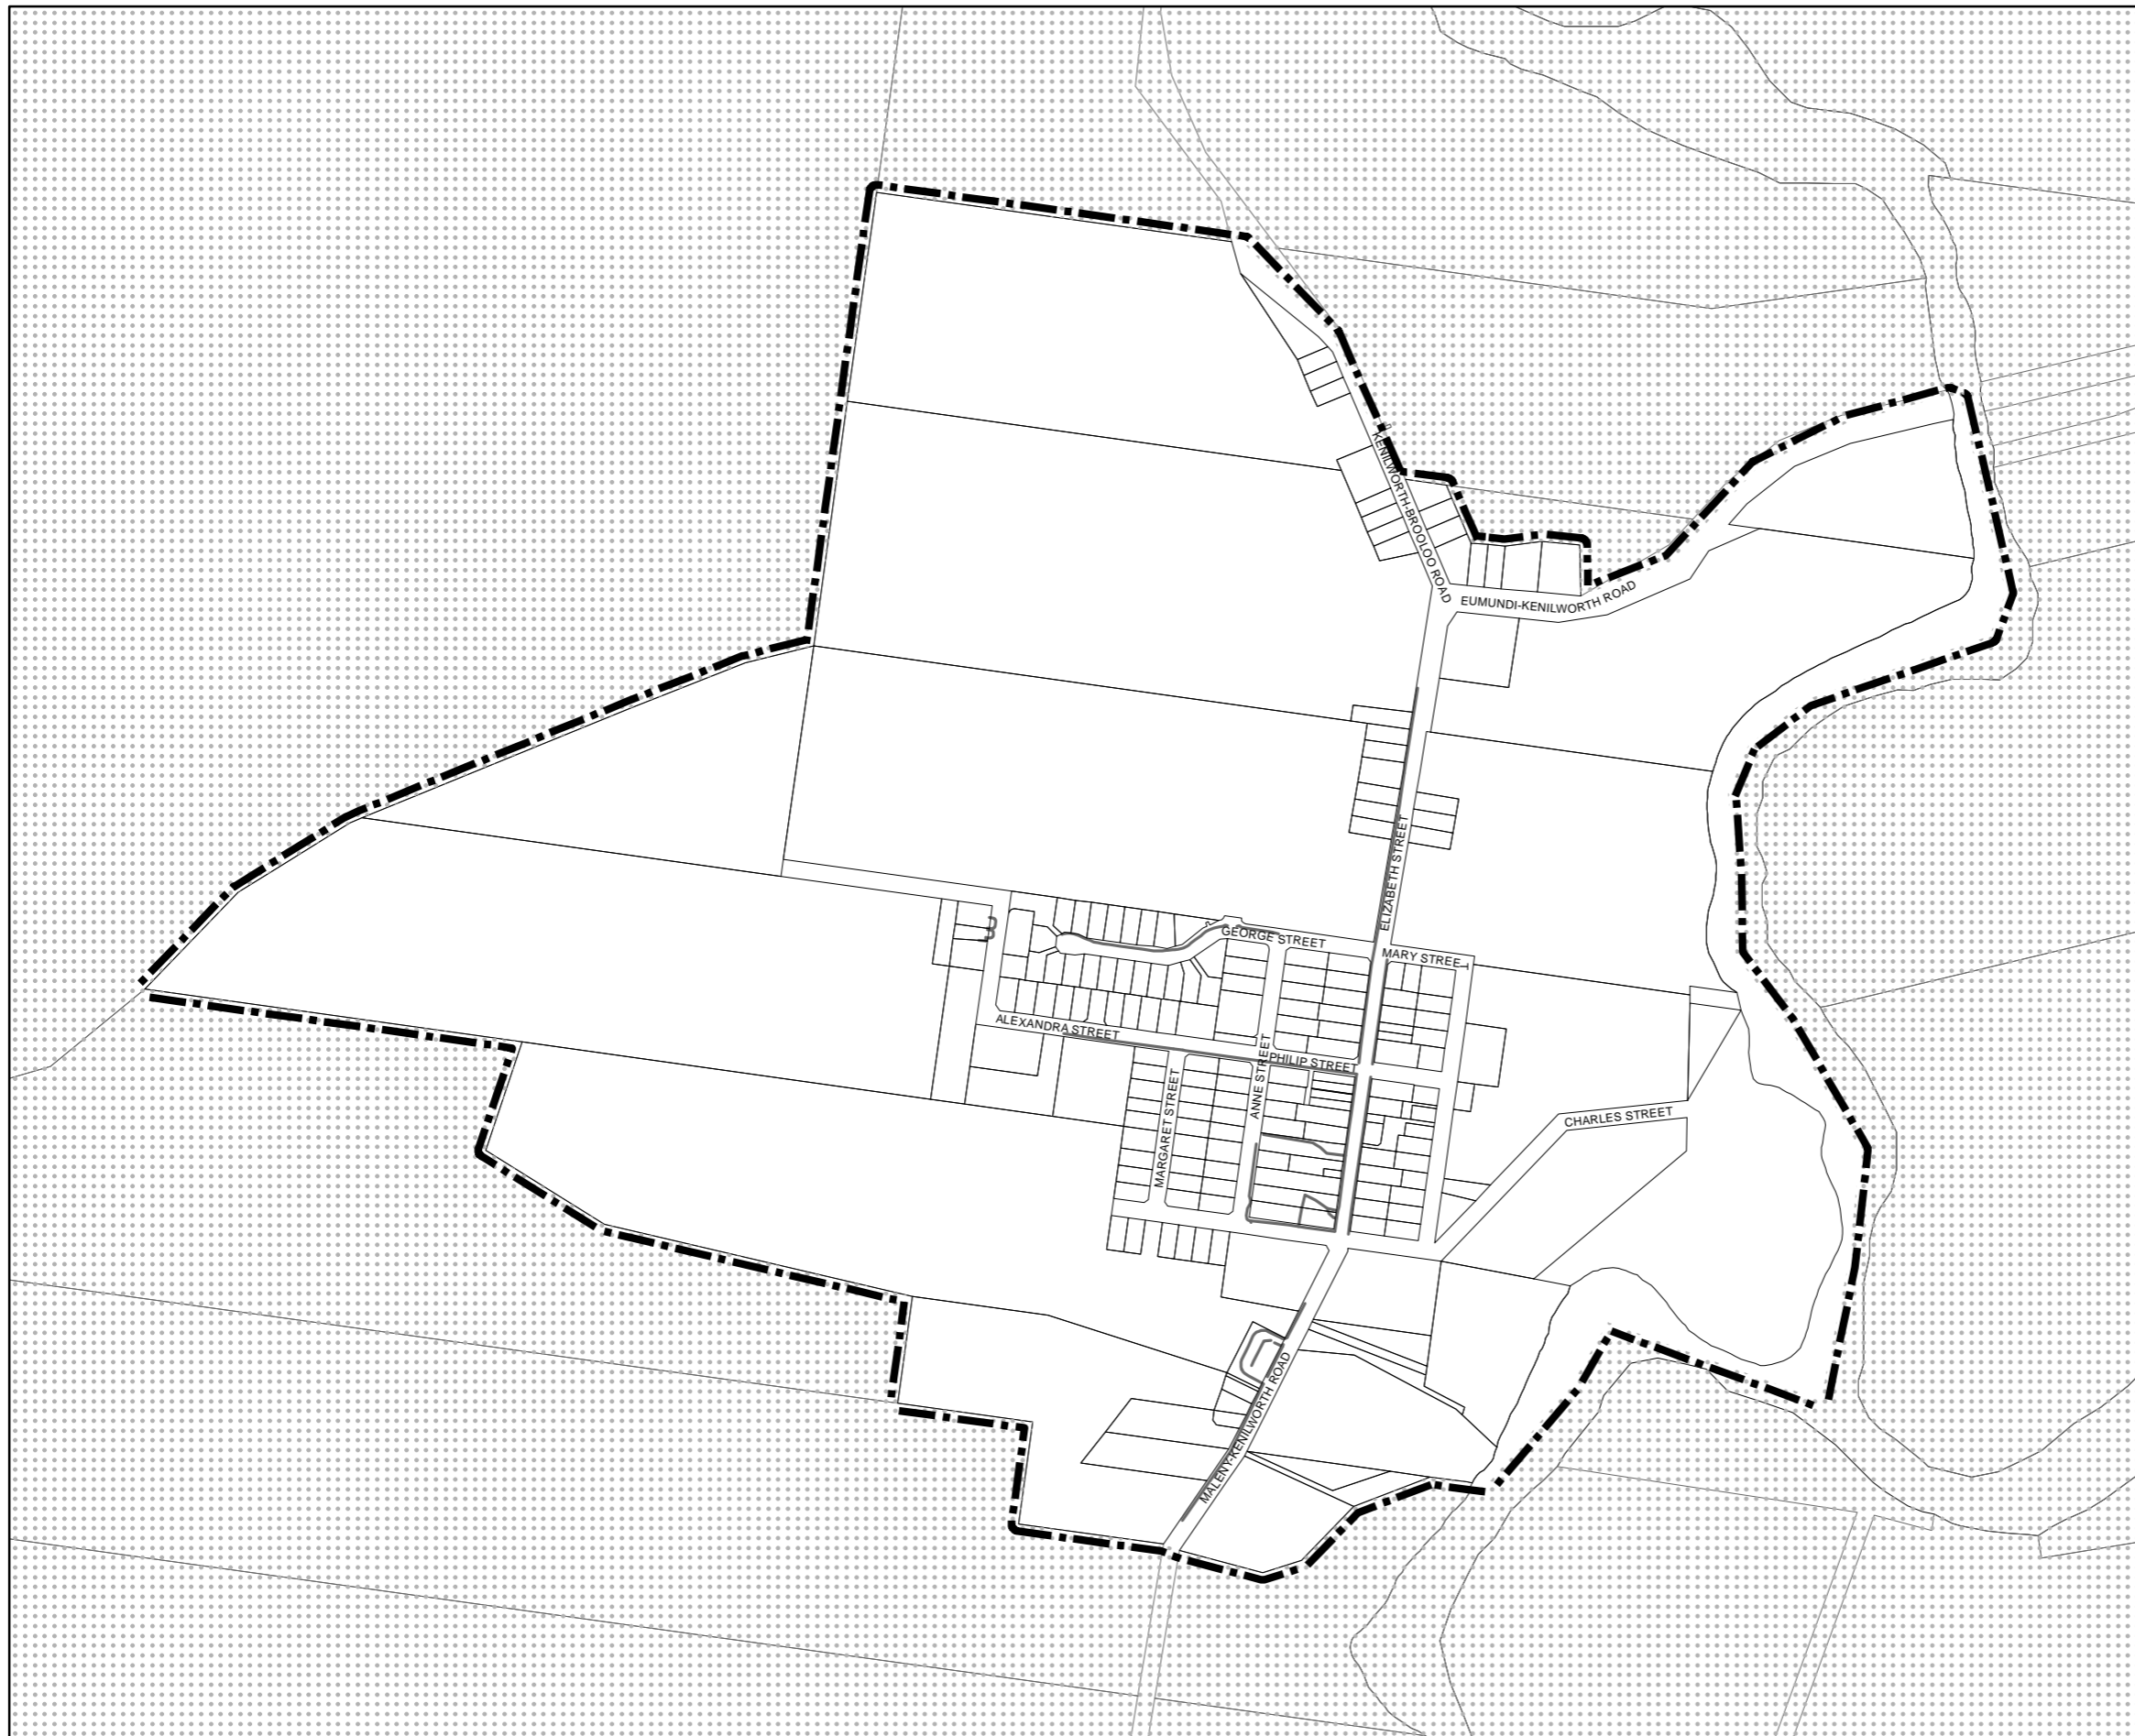 KENILWORTH-BROOLOO ROAD
EUMUNDI-KENILWORTH ROAD
ELIZABETH STREET
GEORGE STREET
MARY STREET
ALEXANDRA STREET
PHILIP STREET
ANNE STREET
MARGARET STREET
CHARLES STREET
MALENY-KENILWORTH ROAD